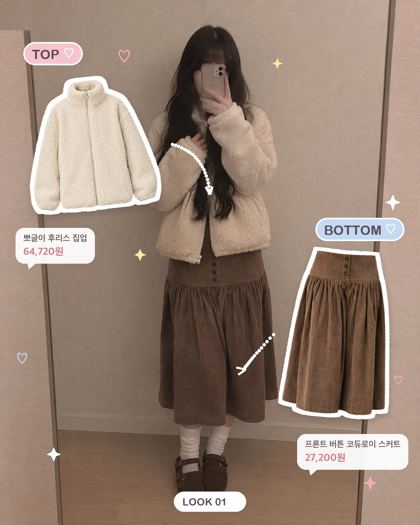 TOP ♡
뽀글이 후리스 집업
64,720원
BOTTOM ♡
프론트 버튼 코듀로이 스커트
27,200원
LOOK 01